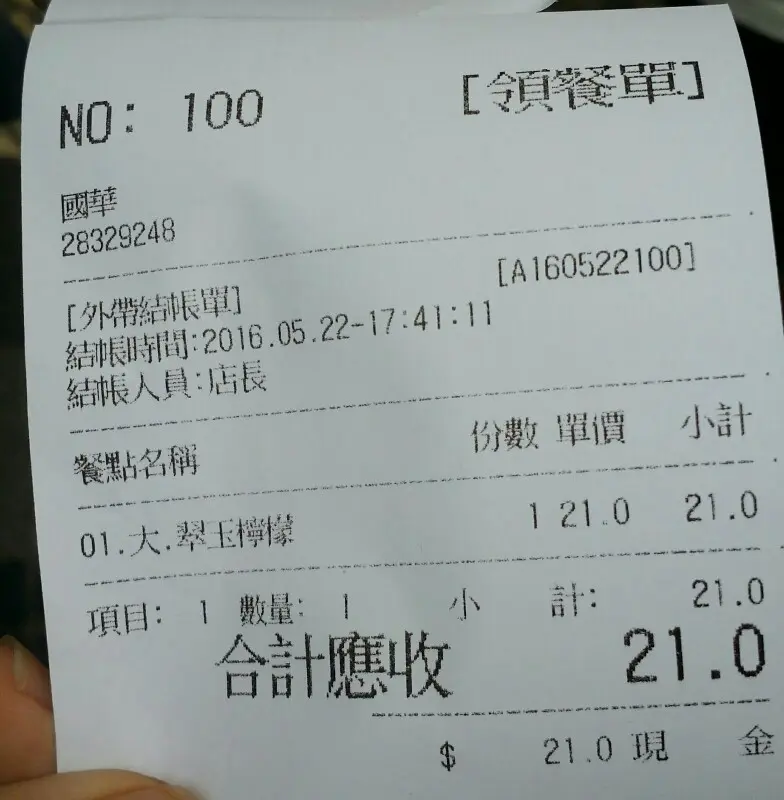 NO: 100 [領餐單]
國華
28329248
[外帶結帳單] [A160522100]
結帳時間:2016.05.22-17:41:11
結帳人員:店長
餐點名稱 份數 單價 小計
01.大.翠玉檸檬 1 21.0 21.0
項目: 1 數量: 1 小 計: 21.0
合計應收 21.0
$ 21.0 現 金